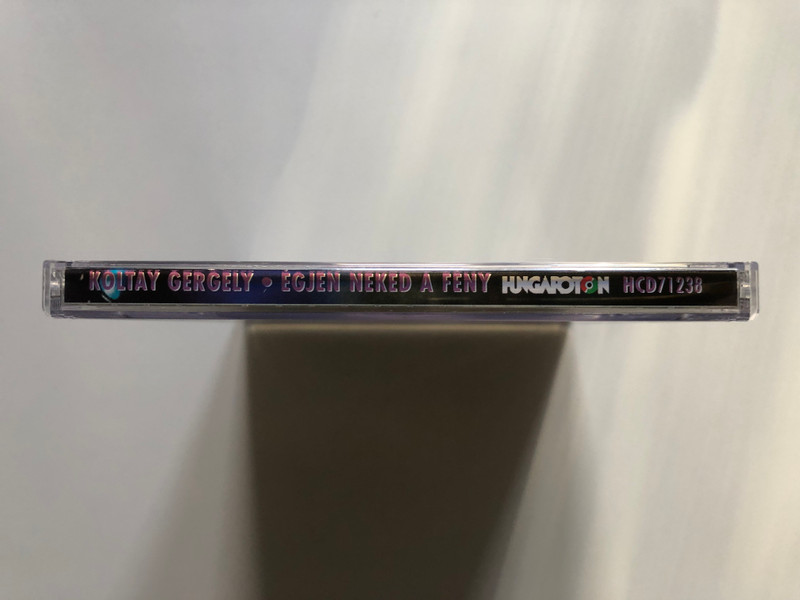 KOLTAY GERGELY • ÉGJEN NEKED A FÉNY HUNGAROTON HCD71238